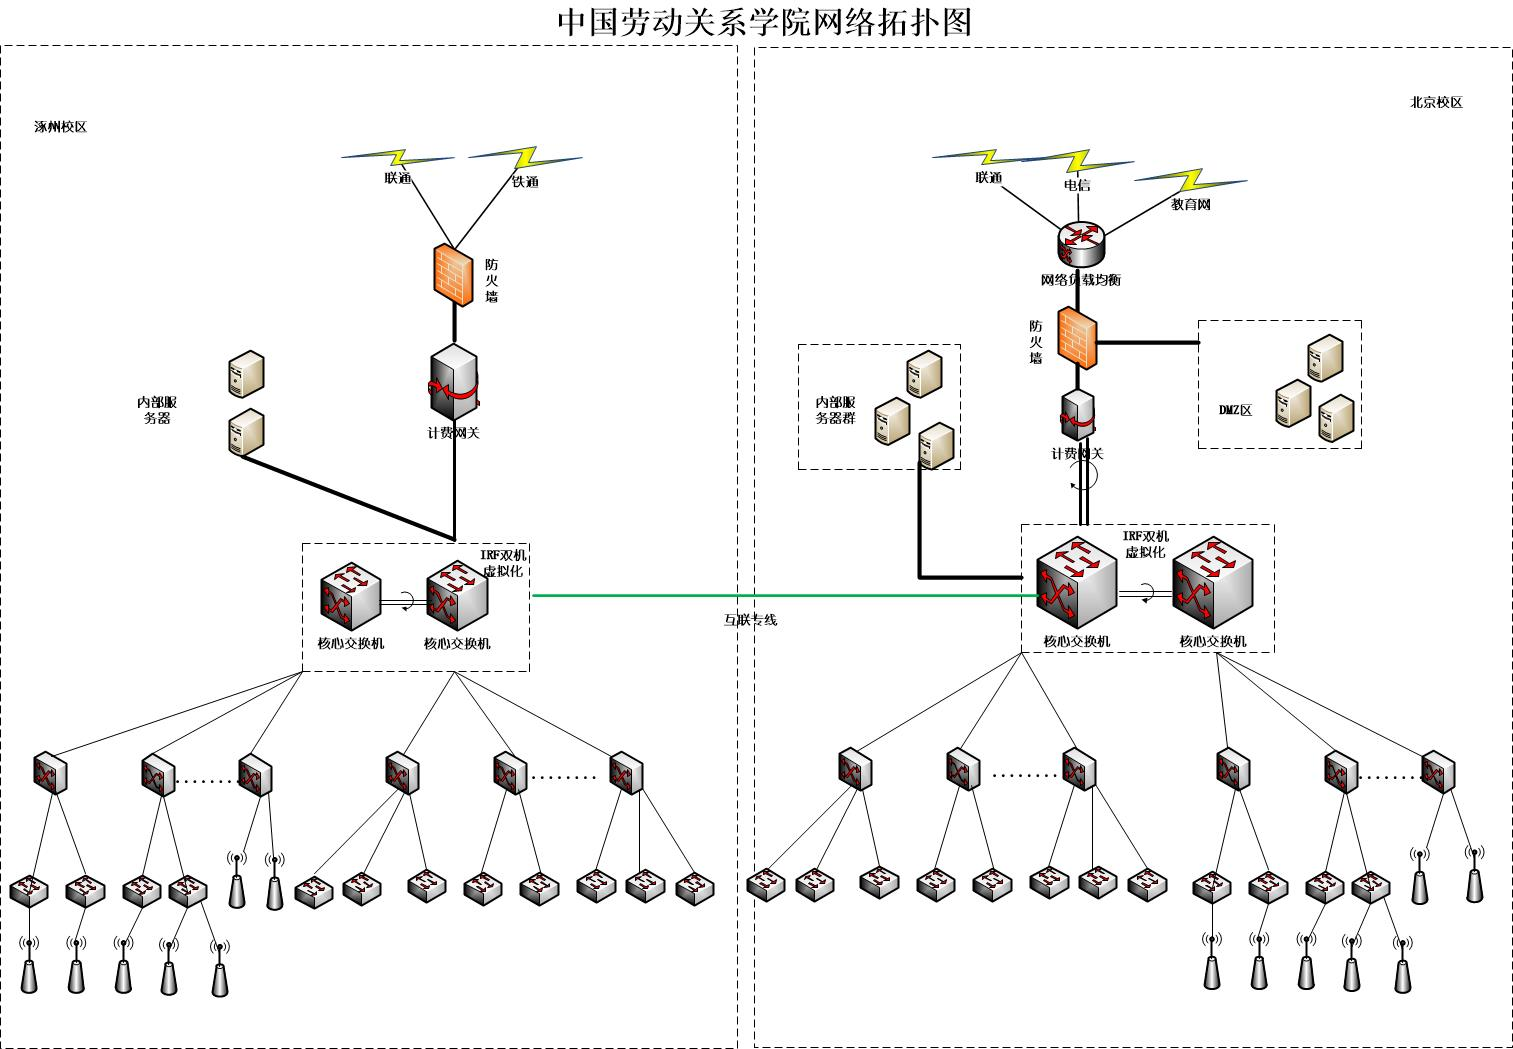 中国劳动关系学院网络拓扑图
涿州校区
联通
铁通
防
火
墙
内部服
务器
计费网关
IRF双机
虚拟化
核心交换机
核心交换机
互联专线
北京校区
联通
电信
教育网
网络负载均衡
防
火
墙
内部服
务器群
DMZ区
计费网关
IRF双机
虚拟化
核心交换机
核心交换机